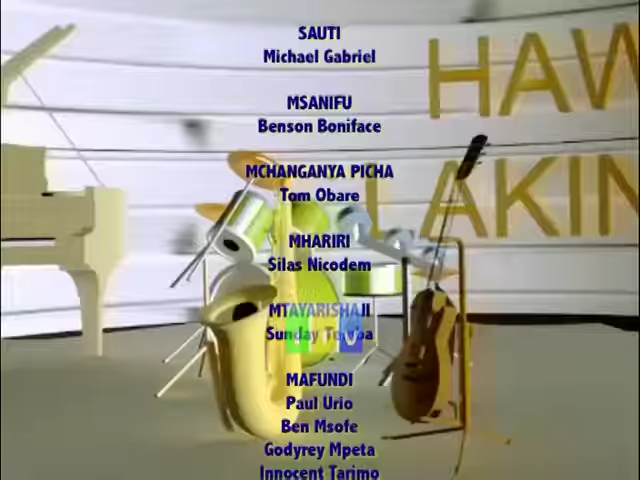 SAUTI
Michael Gabriel
HAW
LAKIN
MSANIFU
Benson Boniface
MCHANGANYA PICHA
Tom Obare
MHARIRI
Silas Nicodem
MTAYARISHAJI
Sunday
MAFUNDI
Paul Urio
Ben Msofe
Godyrey Mpeta
Innocent Tarimo